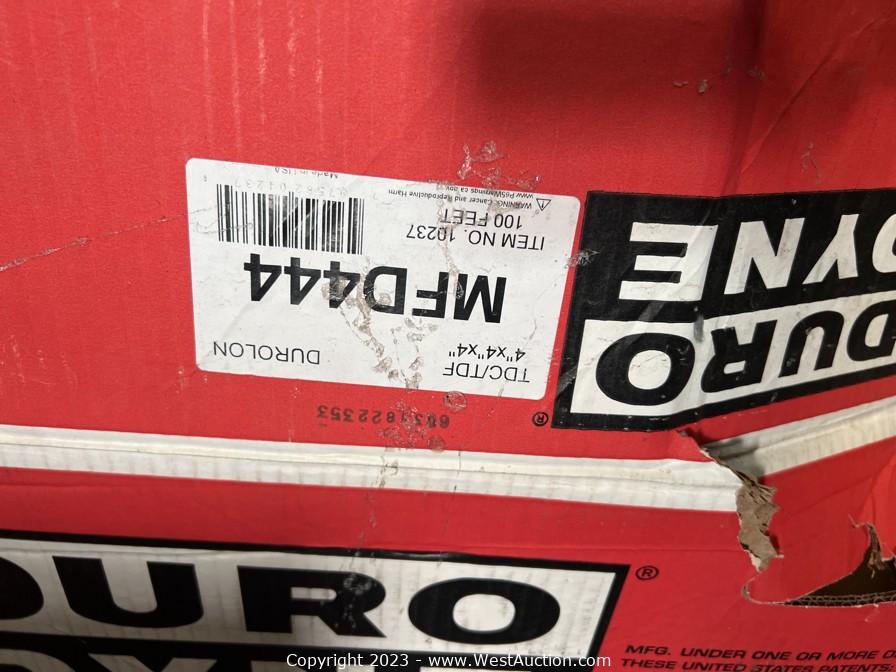 TDC/TDF
4"x4"x4"
DUROLON
MFD444
ITEM NO. 10237
100 FEET
WARNING: Cancer and Reproductive Harm
www.P65Warnings.ca.gov
Made in USA
DURO
DYNE
®
DURO
®
MFG. UNDER ONE OR MORE
THESE UNITED STATES PATENTS
Copyright 2023 - www.WestAuction.com